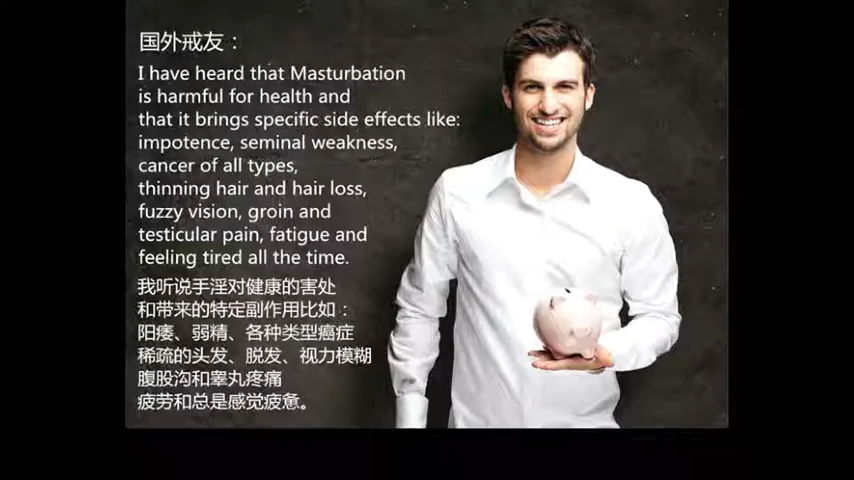 国外戒友：
I have heard that Masturbation
is harmful for health and
that it brings specific side effects like:
impotence, seminal weakness,
cancer of all types,
thinning hair and hair loss,
fuzzy vision, groin and
testicular pain, fatigue and
feeling tired all the time.
我听说手淫对健康的害处
和带来的特定副作用比如：
阳痿、弱精、各种类型癌症
稀疏的头发、脱发、视力模糊
腹股沟和睾丸疼痛
疲劳和总是感觉疲惫。